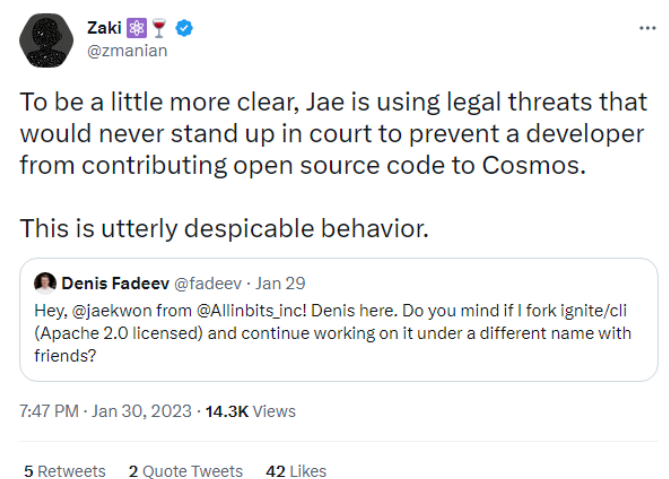 Zaki ⚛️🍷
@zmanian
To be a little more clear, Jae is using legal threats that
would never stand up in court to prevent a developer
from contributing open source code to Cosmos.
This is utterly despicable behavior.
Denis Fadeev @fadeev · Jan 29
Hey, @jaekwon from @Allinbits_inc! Denis here. Do you mind if I fork ignite/cli
(Apache 2.0 licensed) and continue working on it under a different name with
friends?
7:47 PM · Jan 30, 2023 · 14.3K Views
5 Retweets 2 Quote Tweets 42 Likes